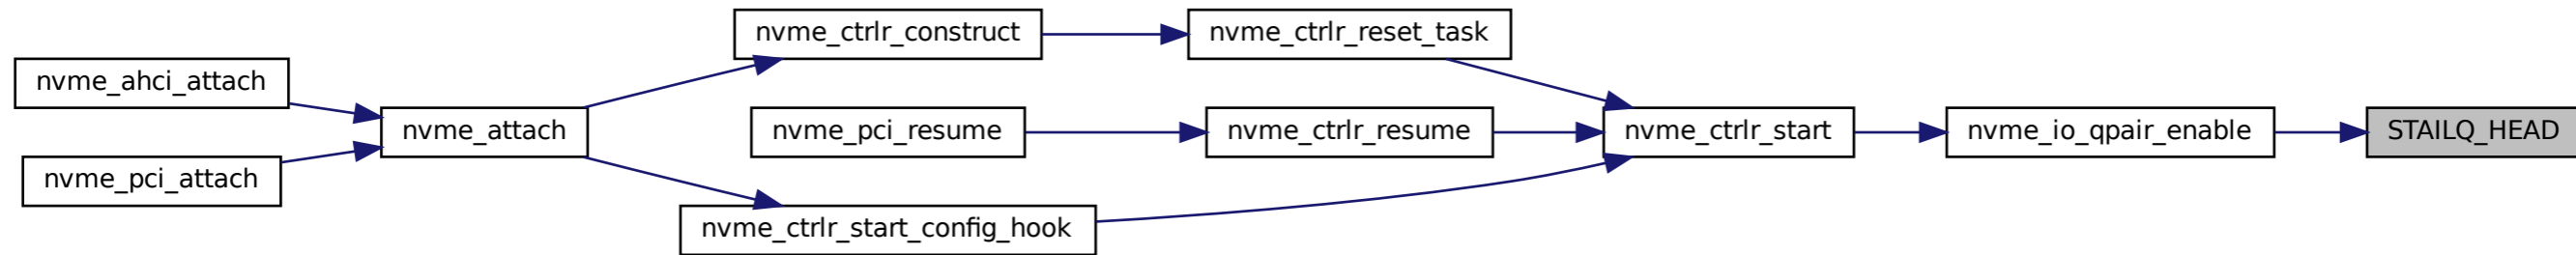 nvme_ahci_attach
nvme_pci_attach
nvme_attach
nvme_ctrlr_construct
nvme_pci_resume
nvme_ctrlr_start_config_hook
nvme_ctrlr_reset_task
nvme_ctrlr_resume
nvme_ctrlr_start
nvme_io_qpair_enable
STAILQ_HEAD